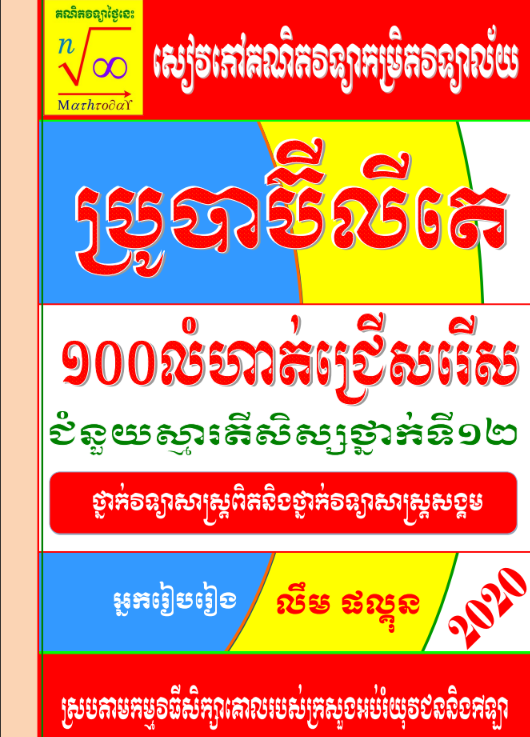 គណិតវិទ្យាថ្ងៃនេះ
n√∞
Mathtoday
សៀវភៅគណិតវិទ្យាកម្រិតវិទ្យាល័យ
ប្រូបាប៊ីលីតេ
១០០លំហាត់ជ្រើសរើស
ជំនួយស្មារតីសិស្សថ្នាក់ទី១២
ថ្នាក់វិទ្យាសាស្ត្រពិតនិងថ្នាក់វិទ្យាសាស្ត្រសង្គម
អ្នករៀបរៀង
លឹម ផល្គុន
2020
ស្របតាមកម្មវិធីសិក្សាគោលរបស់ក្រសួងអប់រំយុវជននិងកីឡា